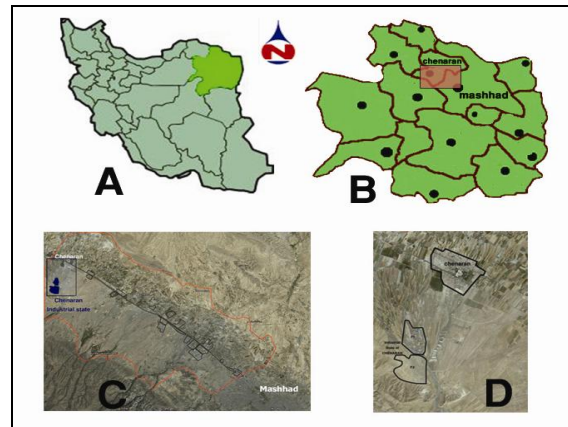 N
chenaran
mashhad
A
B
Chenaran
Chenaran
industrial state
C
Mashhad
chenaran
D